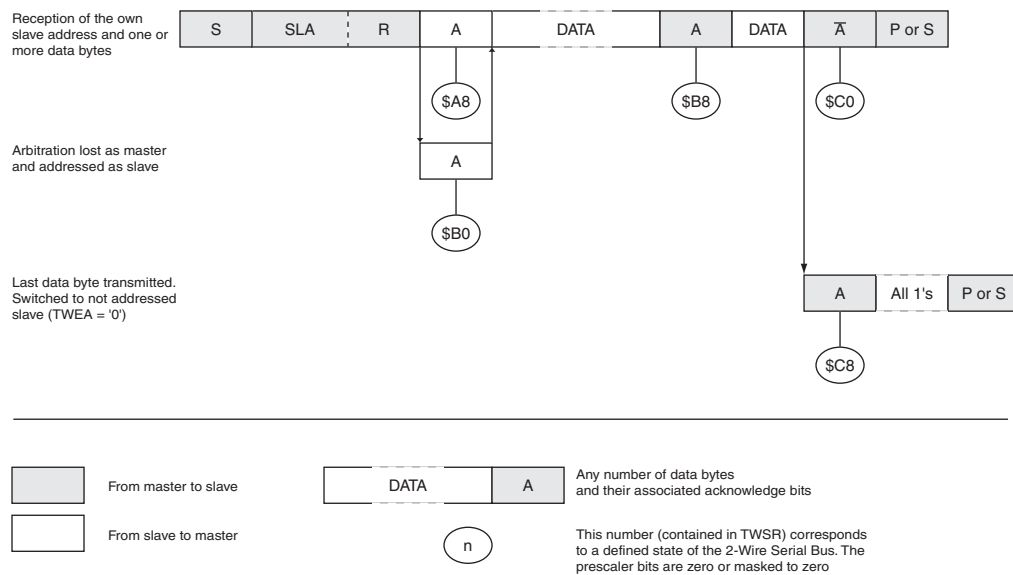 Reception of the own
slave address and one or
more data bytes
S SLA R A DATA A DATA A̅ P or S
$A8 $B8 $C0
Arbitration lost as master
and addressed as slave
A
$B0
Last data byte transmitted.
Switched to not addressed
slave (TWEA = '0')
A All 1's P or S
$C8
From master to slave
DATA A
Any number of data bytes
and their associated acknowledge bits
From slave to master
n
This number (contained in TWSR) corresponds
to a defined state of the 2-Wire Serial Bus. The
prescaler bits are zero or masked to zero